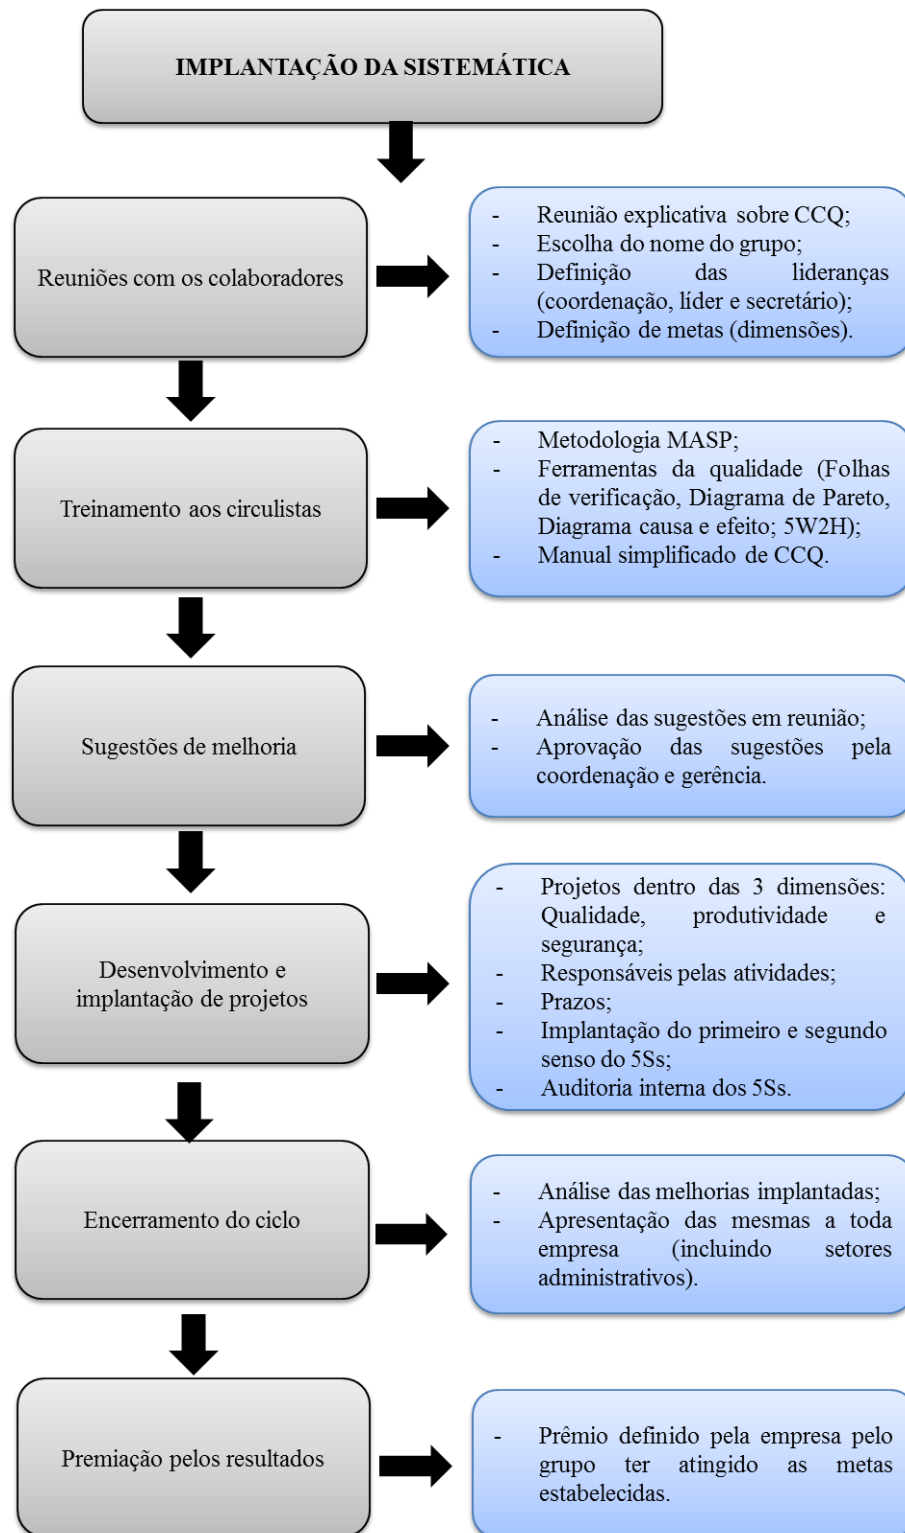 IMPLANTAÇÃO DA SISTEMÁTICA
Reuniões com os colaboradores
- Reunião explicativa sobre CCQ;
- Escolha do nome do grupo;
- Definição das lideranças
(coordenação, líder e secretário);
- Definição de metas (dimensões).
Treinamento aos circulistas
- Metodologia MASP;
- Ferramentas da qualidade (Folhas
de verificação, Diagrama de Pareto,
Diagrama causa e efeito; 5W2H);
- Manual simplificado de CCQ.
Sugestões de melhoria
- Análise das sugestões em reunião;
- Aprovação das sugestões pela
coordenação e gerência.
Desenvolvimento e
implantação de projetos
- Projetos dentro das 3 dimensões:
Qualidade, produtividade e
segurança;
- Responsáveis pelas atividades;
- Prazos;
- Implantação do primeiro e segundo
senso do 5Ss;
- Auditoria interna dos 5Ss.
Encerramento do ciclo
- Análise das melhorias implantadas;
- Apresentação das mesmas a toda
empresa (incluindo setores
administrativos).
Premiação pelos resultados
- Prêmio definido pela empresa pelo
grupo ter atingido as metas
estabelecidas.